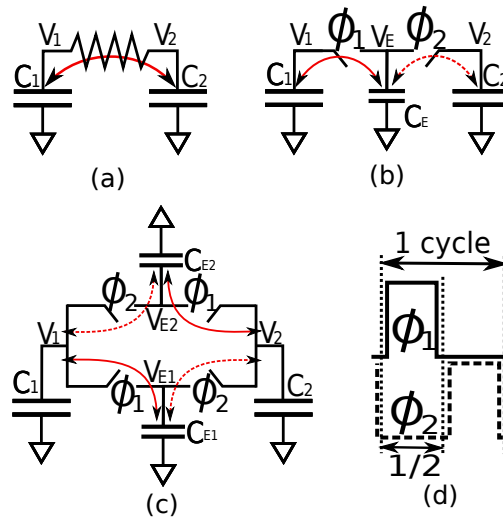 V1 V2
C1 C2
(a)
V1 ϕ1 VE ϕ2 V2
C1 C2
CE
(b)
CE2
ϕ2 ϕ1
V1 VE2 V2
VE1
C1 ϕ1 ϕ2 C2
CE1
(c)
1 cycle
ϕ1
ϕ2
1/2
(d)